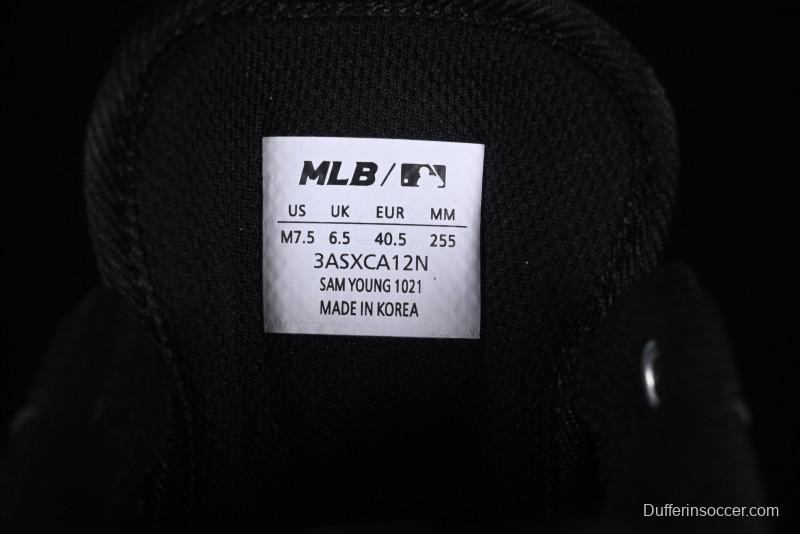 MLB/
US UK EUR MM
M7.5 6.5 40.5 255
3ASXCA12N
SAM YOUNG 1021
MADE IN KOREA
Dufferinsoccer.com